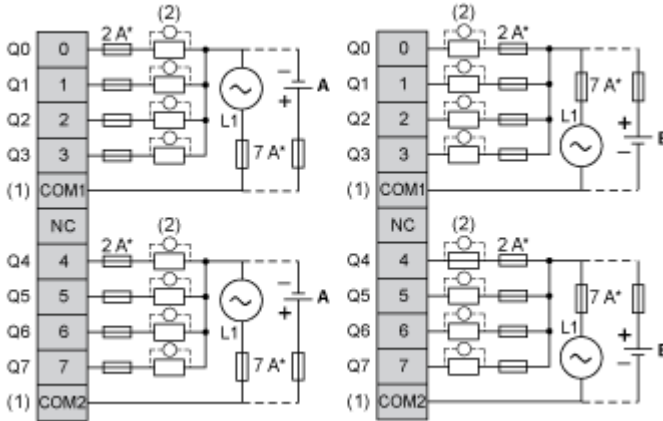 (2)
Q0 0 2 A*
Q1 1
Q2 2 L1 A
Q3 3 7 A*
(1) COM1
NC
(2)
Q4 4 2 A*
Q5 5 A
Q6 6 L1
Q7 7 7 A*
(1) COM2
(2)
Q0 0 2 A*
Q1 1 7 A*
Q2 2 L1
Q3 3 B
(1) COM1
NC
(2)
Q4 4 2 A*
Q5 5 7 A*
Q6 6 L1
Q7 7 B
(1) COM2